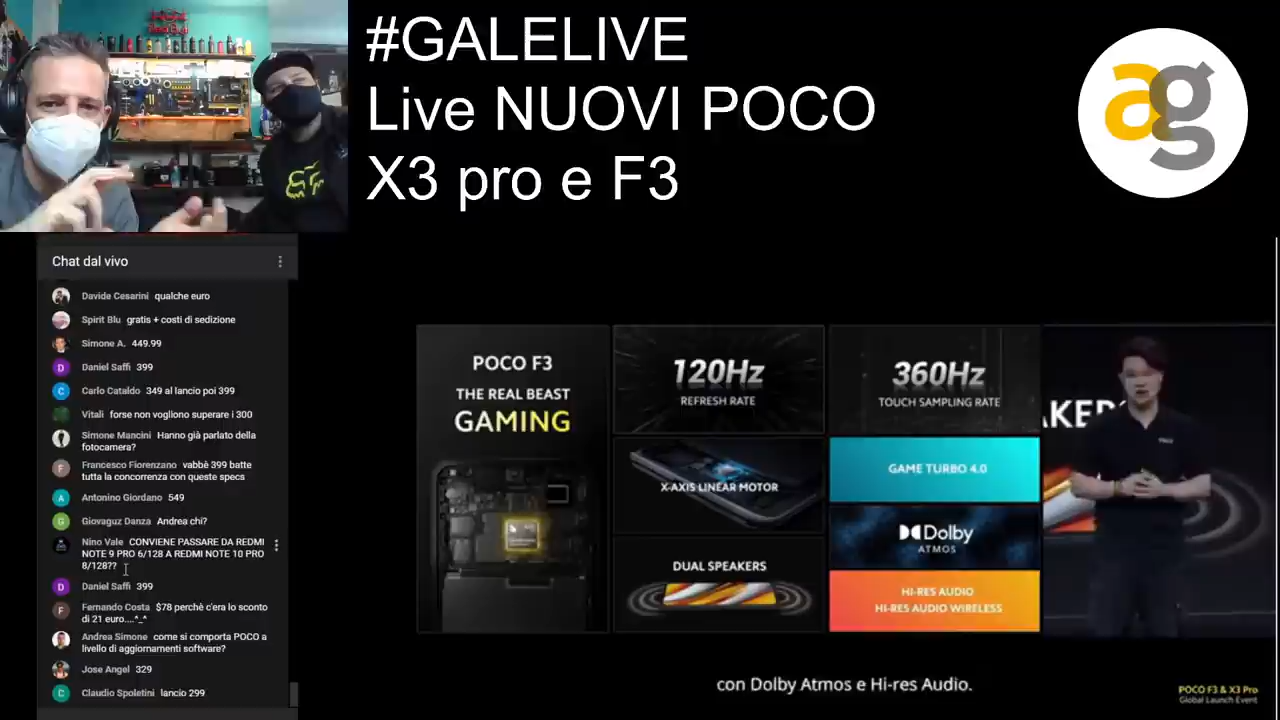 #GALELIVE
Live NUOVI POCO
X3 pro e F3
ag
Chat dal vivo
Davide Cesarini qualche euro
Spirit Blu gratis + costi di sedizione
Simone A. 449.99
D
Daniel Saffi 399
C
Carlo Cataldo 349 al lancio poi 399
Vitali forse non vogliono superare i 300
Simone Mancini Hanno già parlato della
fotocamera?
F
Francesco Fiorenzano vabbè 399 batte
tutta la concorrenza con queste specs
A
Antonino Giordano 549
G
Giovaguz Danza Andrea chi?
Nino Vale CONVIENE PASSARE DA REDMI
NOTE 9 PRO 6/128 A REDMI NOTE 10 PRO
8/128??
D
Daniel Saffi 399
F
Fernando Costa $78 perchè c'era lo sconto
di 21 euro....^_^
Andrea Simone come si comporta POCO a
livello di aggiornamenti software?
Jose Angel 329
C
Claudio Spoletini lancio 299
POCO F3
THE REAL BEAST
GAMING
120Hz
REFRESH RATE
X-AXIS LINEAR MOTOR
DUAL SPEAKERS
360Hz
TOUCH SAMPLING RATE
GAME TURBO 4.0
Dolby
ATMOS
HI-RES AUDIO
HI-RES AUDIO WIRELESS
AKERS
POCO
con Dolby Atmos e Hi-res Audio.
POCO F3 & X3 Pro
Global Launch Event